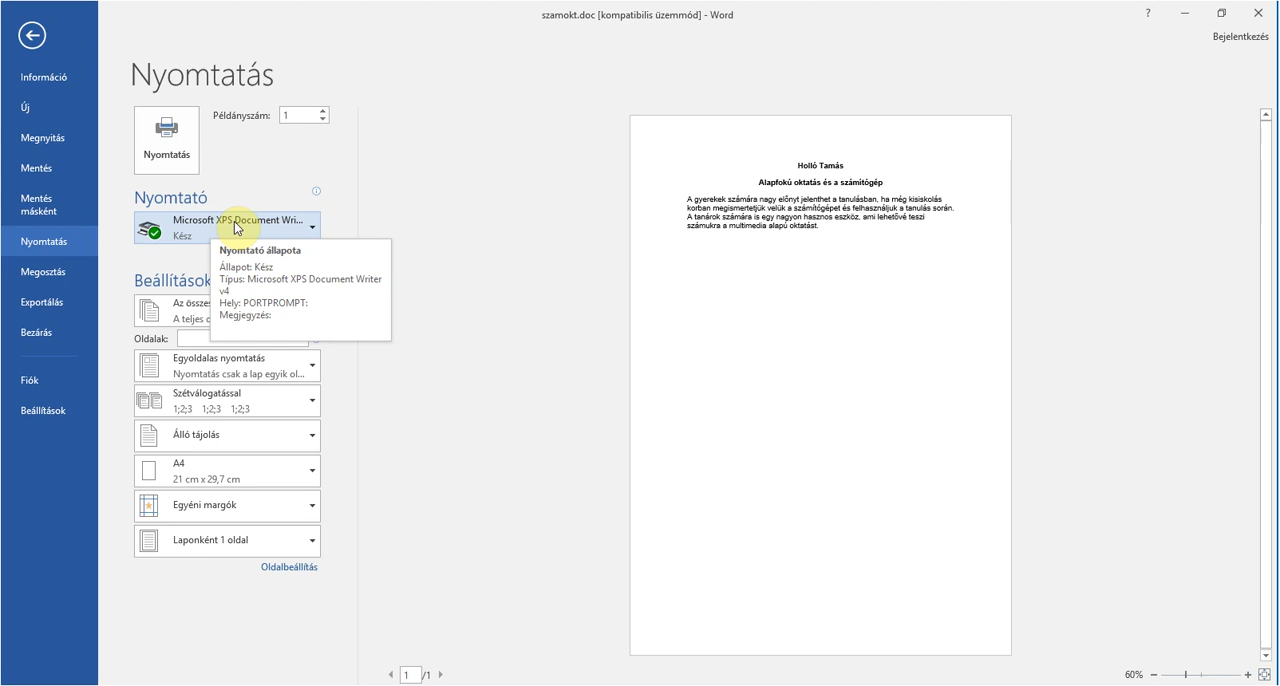 szamokt.doc [kompatibilis üzemmód] - Word
?
Bejelentkezés
Információ
Új
Megnyitás
Mentés
Mentés
másként
Nyomtatás
Megosztás
Exportálás
Bezárás
Fiók
Beállítások
Nyomtatás
Nyomtatás
Példányszám:
1
Nyomtató
Microsoft XPS Document Wri...
Kész
Nyomtató állapota
Állapot: Kész
Típus: Microsoft XPS Document Writer
v4
Hely: PORTPROMPT:
Megjegyzés:
Beállítások
Az összes
A teljes
Oldalak:
Egyoldalas nyomtatás
Nyomtatás csak a lap egyik ol...
Szétválogatással
1;2;3 1;2;3 1;2;3
Álló tájolás
A4
21 cm x 29,7 cm
Egyéni margók
Laponként 1 oldal
Oldalbeállítás
Holló Tamás
Alapfokú oktatás és a számítógép
A gyerekek számára nagy előnyt jelenthet a tanulásban, ha még kisiskolás
korban megismertetjük velük a számítógépet és felhasználjuk a tanulás során.
A tanárok számára is egy nagyon hasznos eszköz, ami lehetővé teszi
számukra a multimedia alapú oktatást.
1 /1
60%